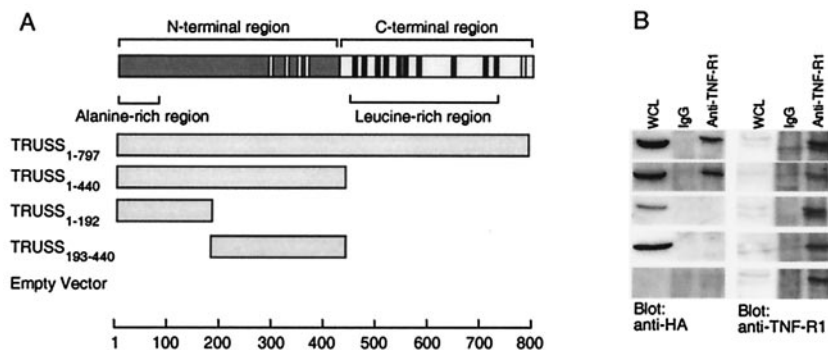 A
N-terminal region
C-terminal region
Alanine-rich region
Leucine-rich region
TRUSS1-797
TRUSS1-440
TRUSS1-192
TRUSS193-440
Empty Vector
1 100 200 300 400 500 600 700 800
B
WCL
IgG
Anti-TNF-R1
WCL
IgG
Anti-TNF-R1
Blot:
anti-HA
Blot:
anti-TNF-R1